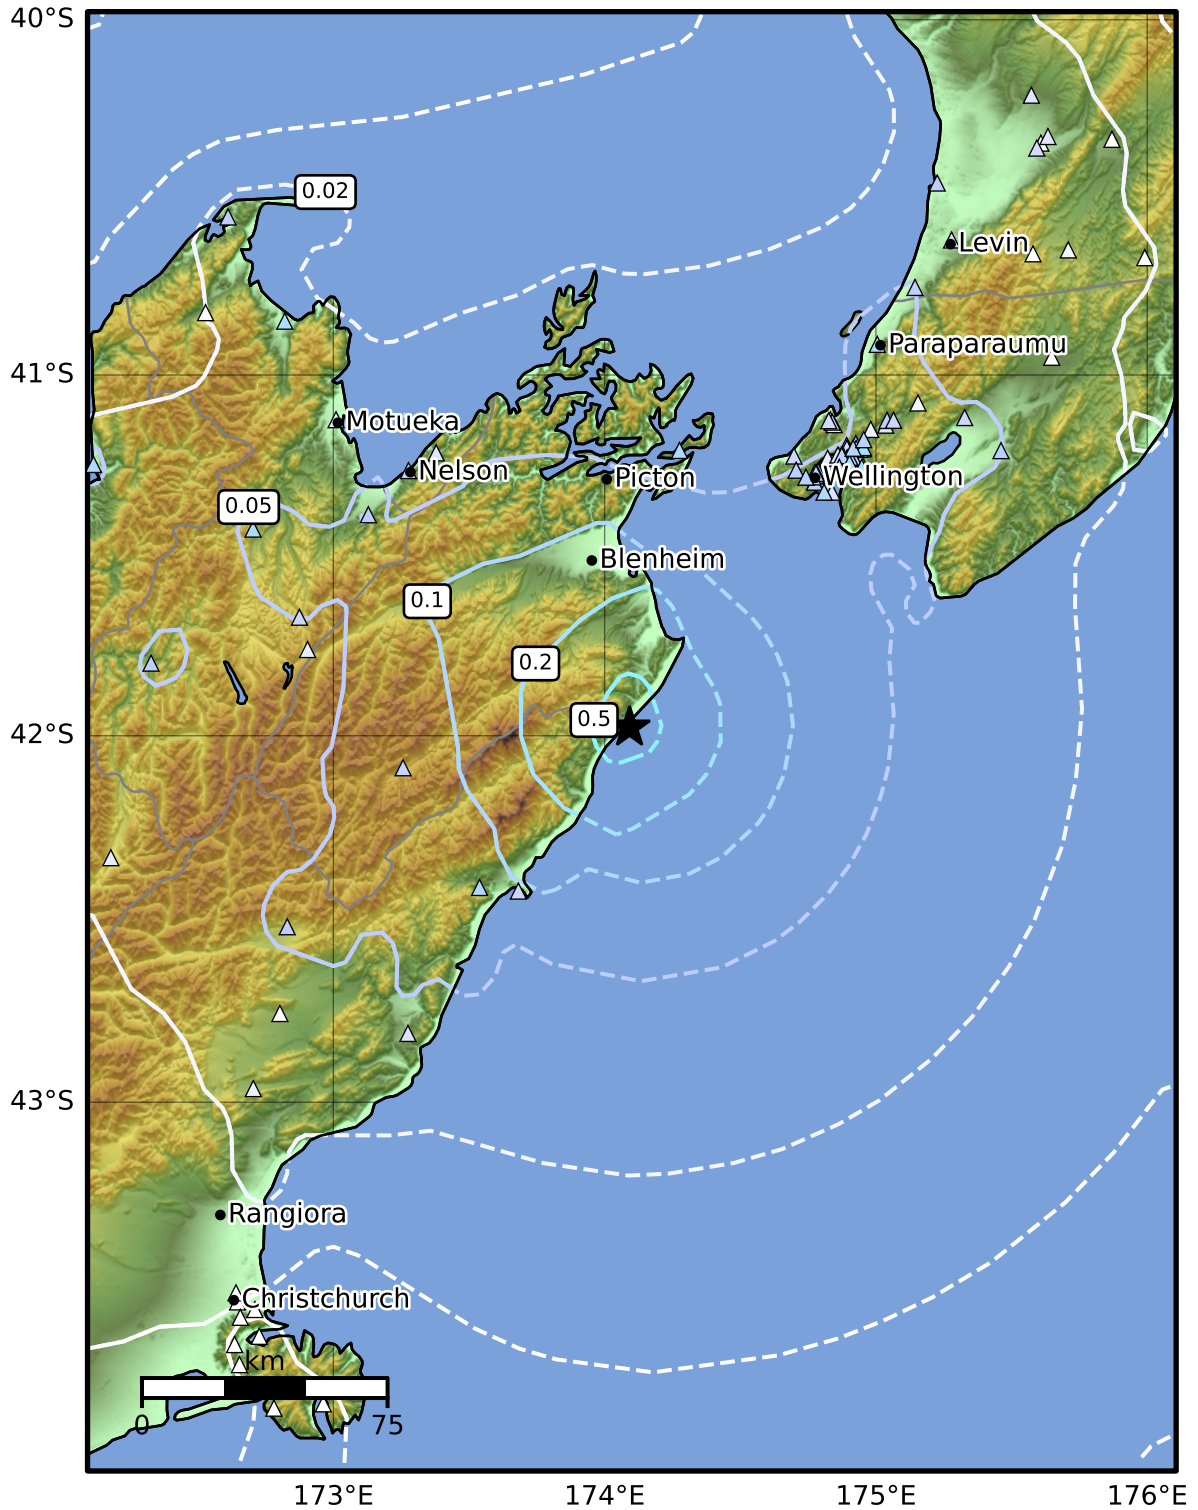 40°S
0.02
Levin
Paraparaumu
41°S
Motueka
Nelson
Picton
Wellington
0.05
Blenheim
0.1
0.2
0.5
42°S
43°S
Rangiora
Christchurch
km
0 75
173°E 174°E 175°E 176°E